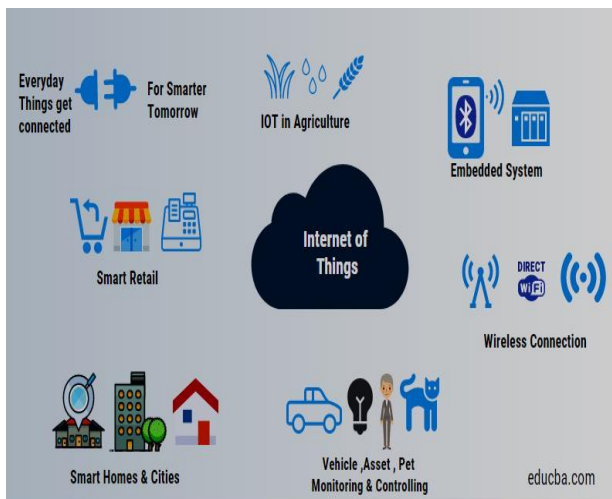 Everyday
Things get
connected
For Smarter
Tomorrow
IOT in Agriculture
Embedded System
Smart Retail
Internet of
Things
DIRECT
WiFi
Wireless Connection
Smart Homes & Cities
Vehicle ,Asset , Pet
Monitoring & Controlling
educba.com